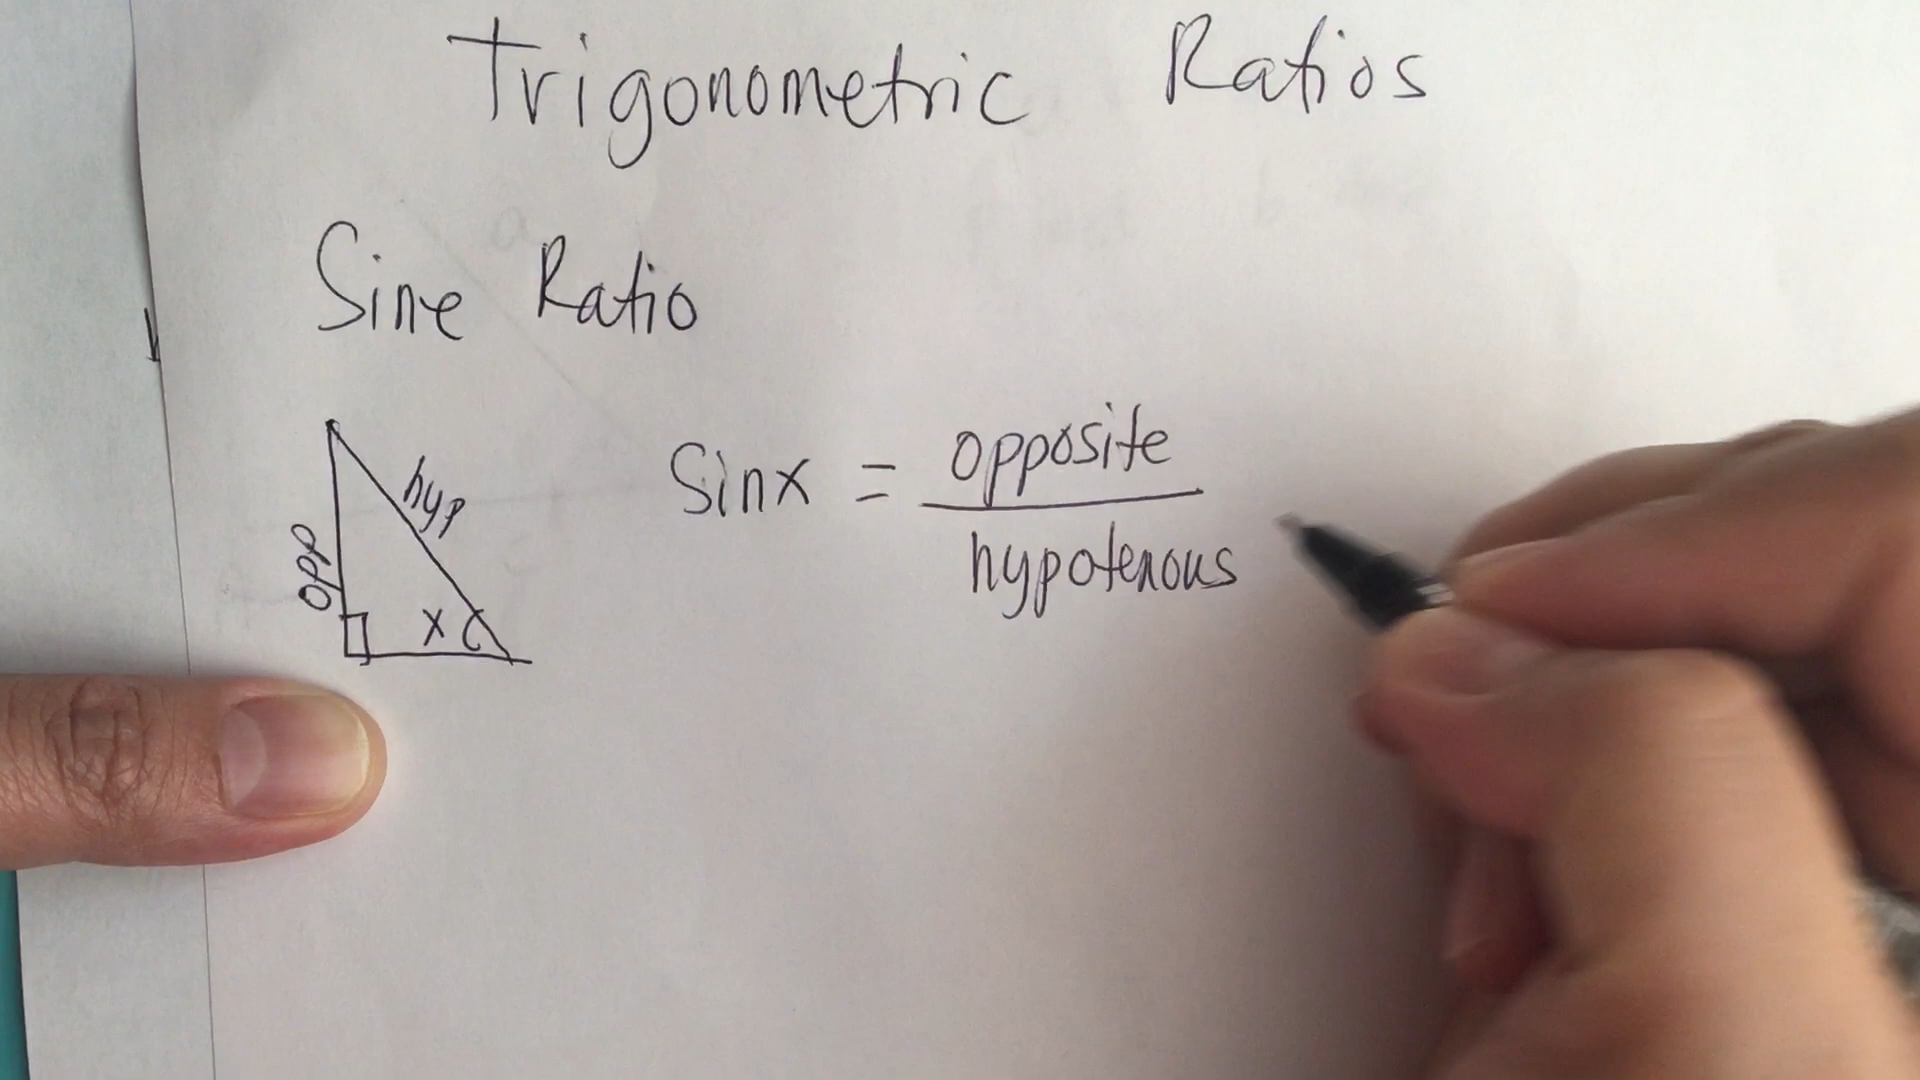 Trigonometric Ratios
Sine Ratio
hyp
opp
x
Sinx = opposite
hypotenous